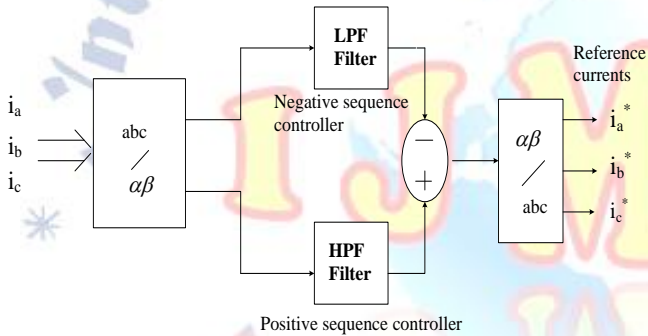 LPF
Filter
Reference
currents
Negative sequence
controller
i_a
i_b
i_c
abc
/
αβ
−
+
αβ
/
abc
i_a*
i_b*
i_c*
HPF
Filter
Positive sequence controller
I J M